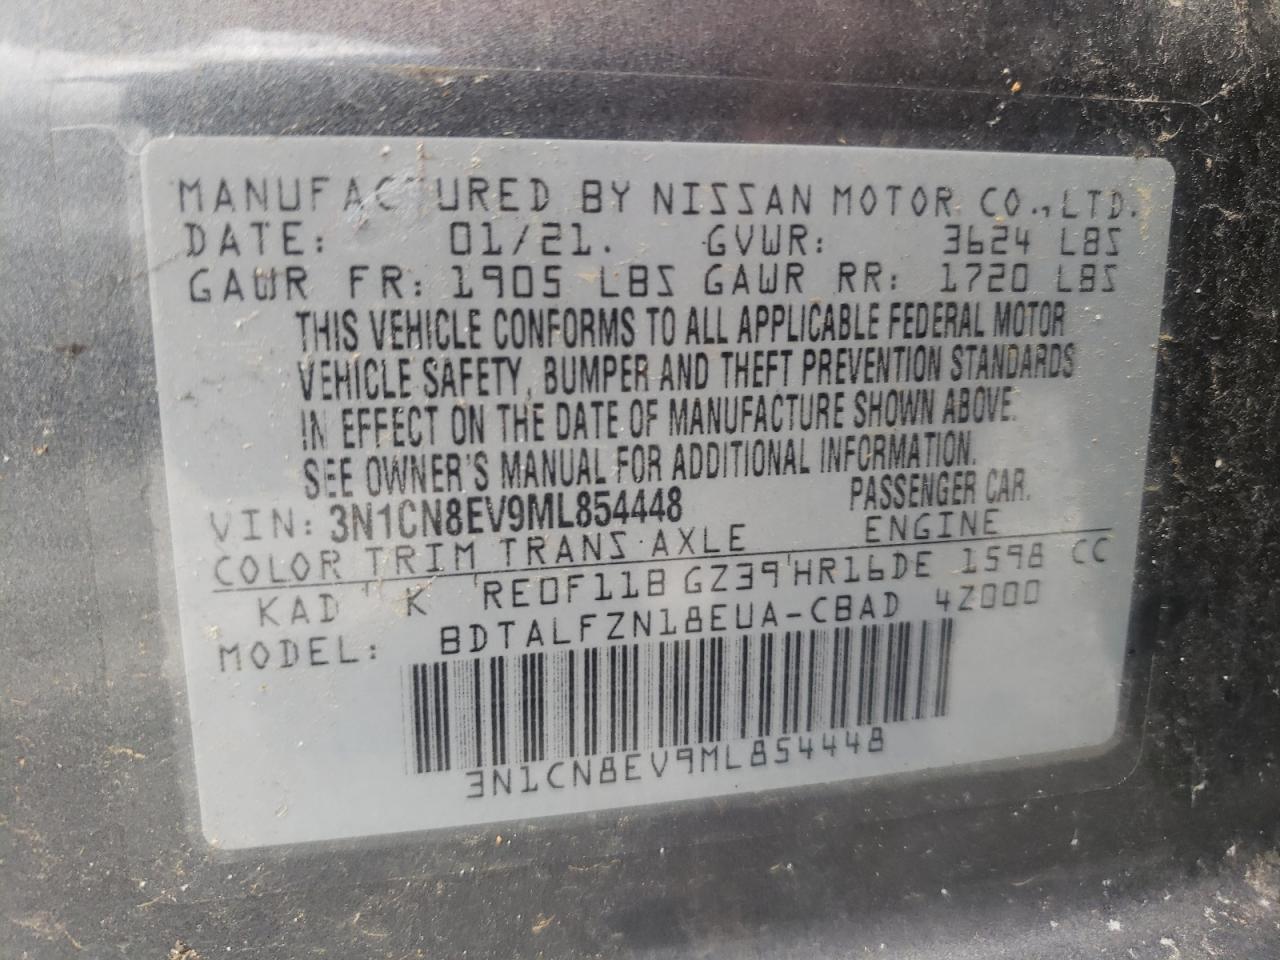 MANUFACTURED BY NISSAN MOTOR CO.,LTD.
DATE: 01/21. GVWR: 3624 LBS
GAWR FR: 1905 LBS GAWR RR: 1720 LBS
THIS VEHICLE CONFORMS TO ALL APPLICABLE FEDERAL MOTOR
VEHICLE SAFETY, BUMPER AND THEFT PREVENTION STANDARDS
IN EFFECT ON THE DATE OF MANUFACTURE SHOWN ABOVE.
SEE OWNER'S MANUAL FOR ADDITIONAL INFORMATION.
VIN: 3N1CN8EV9ML854448 PASSENGER CAR.
COLOR TRIM TRANS AXLE ENGINE
KAD K RE0F11B GZ39 HR16DE 1598 CC
MODEL: BDTALFZN18EUA-CBAD 4Z000
3N1CN8EV9ML854448